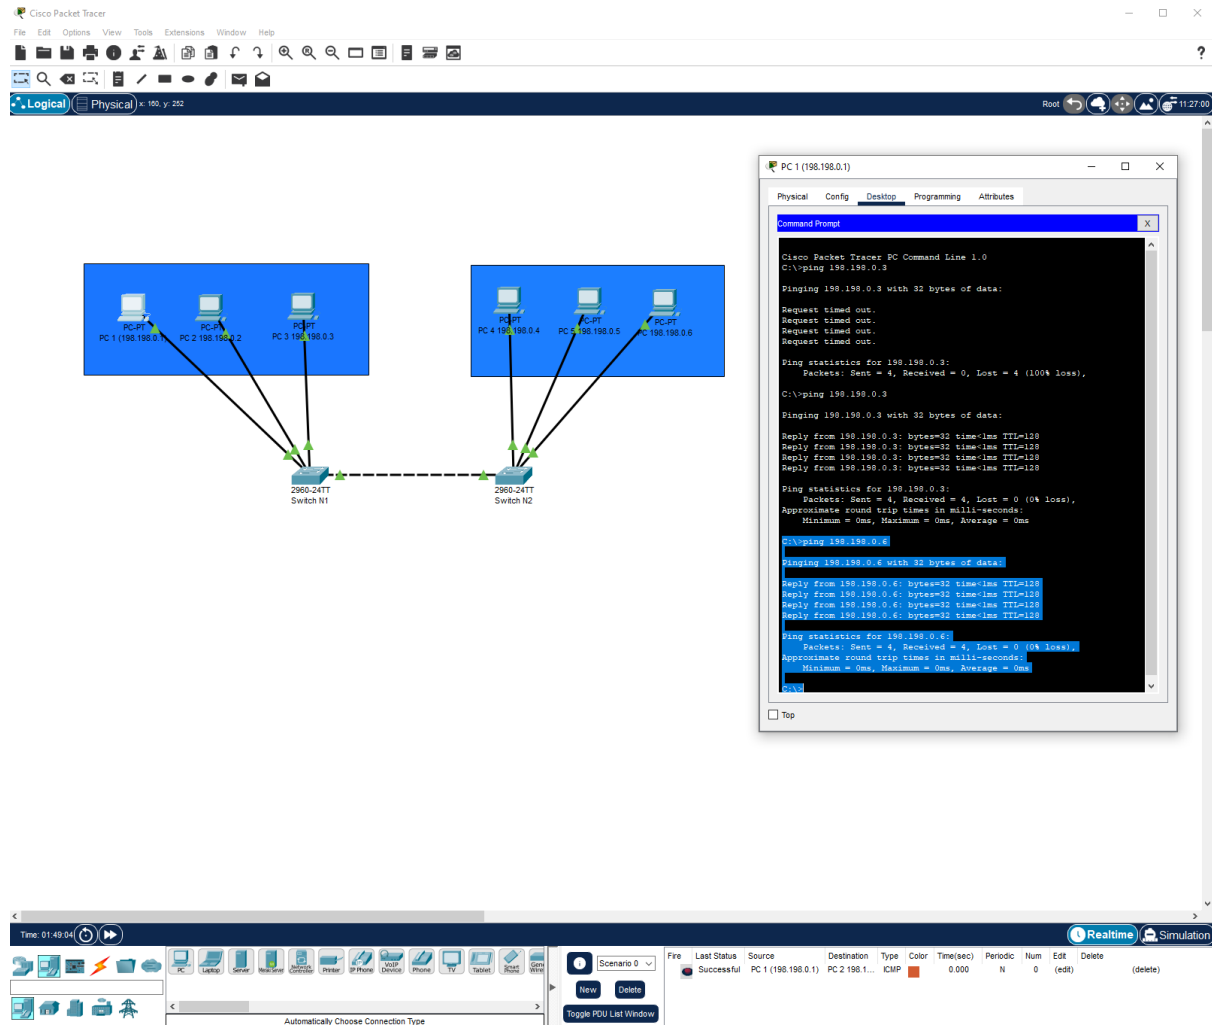 Cisco Packet Tracer
File Edit Options View Tools Extensions Window Help
Logical Physical x: 160, y: 252
Root 11:27:00
PC 1 (198.198.0.1)
Physical Config Desktop Programming Attributes
Command Prompt
X
Cisco Packet Tracer PC Command Line 1.0
C:\>ping 198.198.0.3
Pinging 198.198.0.3 with 32 bytes of data:
Request timed out.
Request timed out.
Request timed out.
Request timed out.
Ping statistics for 198.198.0.3:
Packets: Sent = 4, Received = 0, Lost = 4 (100% loss),
C:\>ping 198.198.0.3
Pinging 198.198.0.3 with 32 bytes of data:
Reply from 198.198.0.3: bytes=32 time<1ms TTL=128
Reply from 198.198.0.3: bytes=32 time<1ms TTL=128
Reply from 198.198.0.3: bytes=32 time<1ms TTL=128
Reply from 198.198.0.3: bytes=32 time<1ms TTL=128
Ping statistics for 198.198.0.3:
Packets: Sent = 4, Received = 4, Lost = 0 (0% loss),
Approximate round trip times in milli-seconds:
Minimum = 0ms, Maximum = 0ms, Average = 0ms
C:\>ping 198.198.0.6
Pinging 198.198.0.6 with 32 bytes of data:
Reply from 198.198.0.6: bytes=32 time<1ms TTL=128
Reply from 198.198.0.6: bytes=32 time<1ms TTL=128
Reply from 198.198.0.6: bytes=32 time<1ms TTL=128
Reply from 198.198.0.6: bytes=32 time<1ms TTL=128
Ping statistics for 198.198.0.6:
Packets: Sent = 4, Received = 4, Lost = 0 (0% loss),
Approximate round trip times in milli-seconds:
Minimum = 0ms, Maximum = 0ms, Average = 0ms
C:\>
Top
PC-PT
PC 1 (198.198.0.1)
PC-PT
PC 2 198.198.0.2
PC-PT
PC 3 198.198.0.3
PC-PT
PC 4 198.198.0.4
PC-PT
PC 5 198.198.0.5
PC-PT
PC 198.198.0.6
2960-24TT
Switch N1
2960-24TT
Switch N2
Time: 01:49:04
Realtime Simulation
PC Laptop Server Printer IP Phone VoIP Device Phone TV Tablet Smart Phone
Automatically Choose Connection Type
Scenario 0
New Delete
Toggle PDU List Window
Fire Last Status Source Destination Type Color Time(sec) Periodic Num Edit Delete
Successful PC 1 (198.198.0.1) PC 2 198.1... ICMP 0.000 N 0 (edit) (delete)